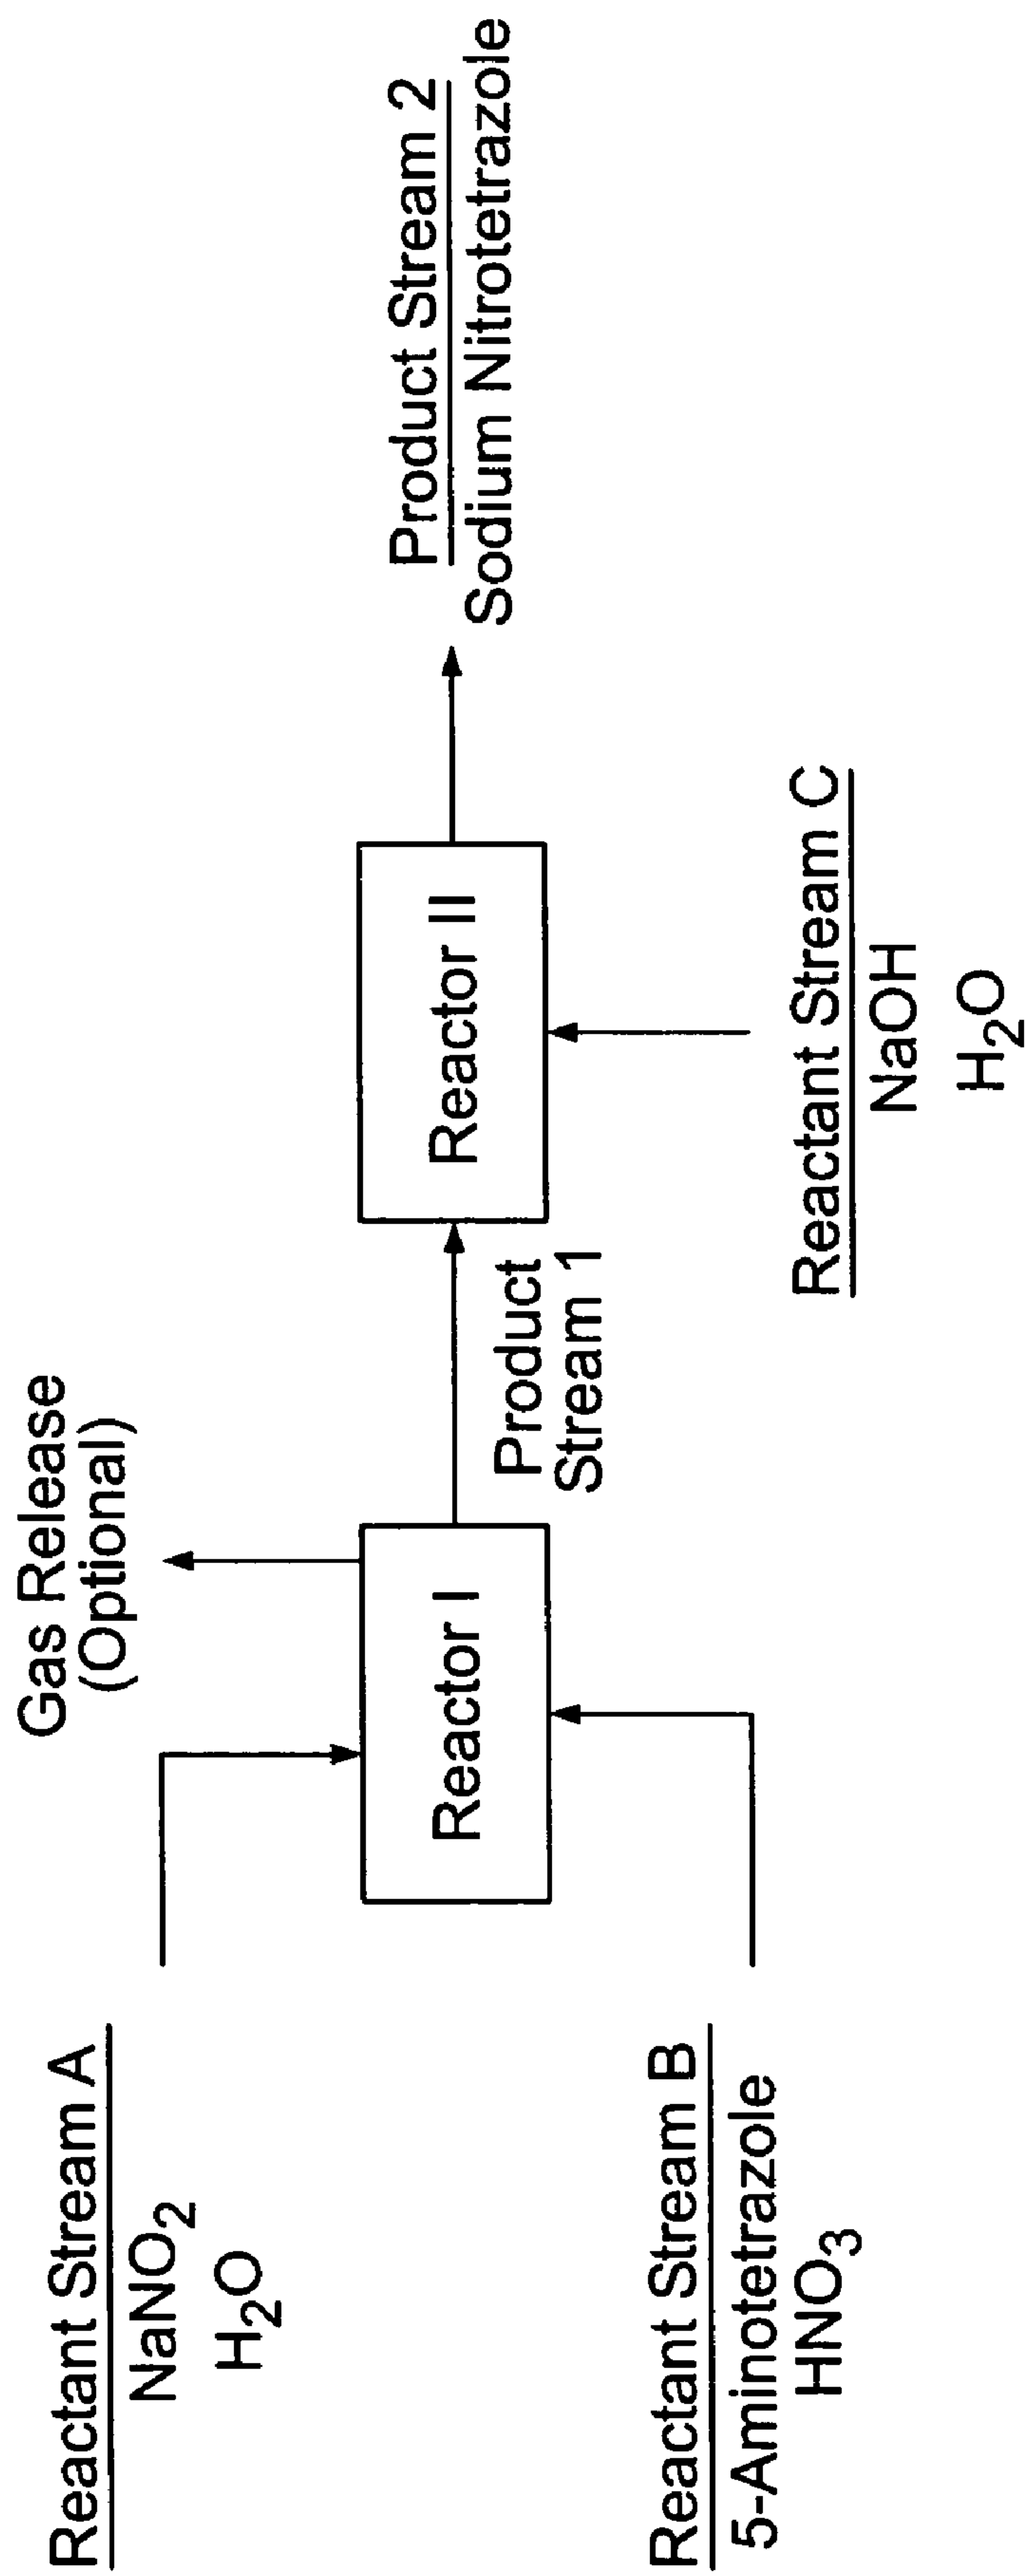 Reactant Stream A
NaNO2
H2O
Reactant Stream B
5-Aminotetrazole
HNO3
Reactor I
Gas Release
(Optional)
Product
Stream 1
Reactor II
Reactant Stream C
NaOH
H2O
Product Stream 2
Sodium Nitrotetrazole